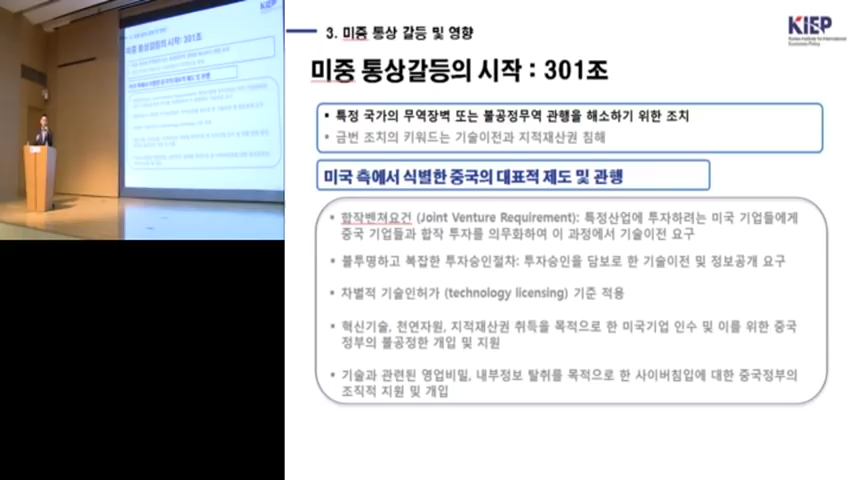 3. 미중 통상 갈등 및 영향
KIEP
Korea Institute for International
Economic Policy
미중 통상갈등의 시작 : 301조
• 특정 국가의 무역장벽 또는 불공정무역 관행을 해소하기 위한 조치
• 금번 조치의 키워드는 기술이전과 지적재산권 침해
미국 측에서 식별한 중국의 대표적 제도 및 관행
• 합작벤쳐요건 (Joint Venture Requirement): 특정산업에 투자하려는 미국 기업들에게
중국 기업들과 합작 투자를 의무화하여 이 과정에서 기술이전 요구
• 불투명하고 복잡한 투자승인절차: 투자승인을 담보로 한 기술이전 및 정보공개 요구
• 차별적 기술인허가 (technology licensing) 기준 적용
• 혁신기술, 천연자원, 지적재산권 취득을 목적으로 한 미국기업 인수 및 이를 위한 중국
정부의 불공정한 개입 및 지원
• 기술과 관련된 영업비밀, 내부정보 탈취를 목적으로 한 사이버침입에 대한 중국정부의
조직적 지원 및 개입